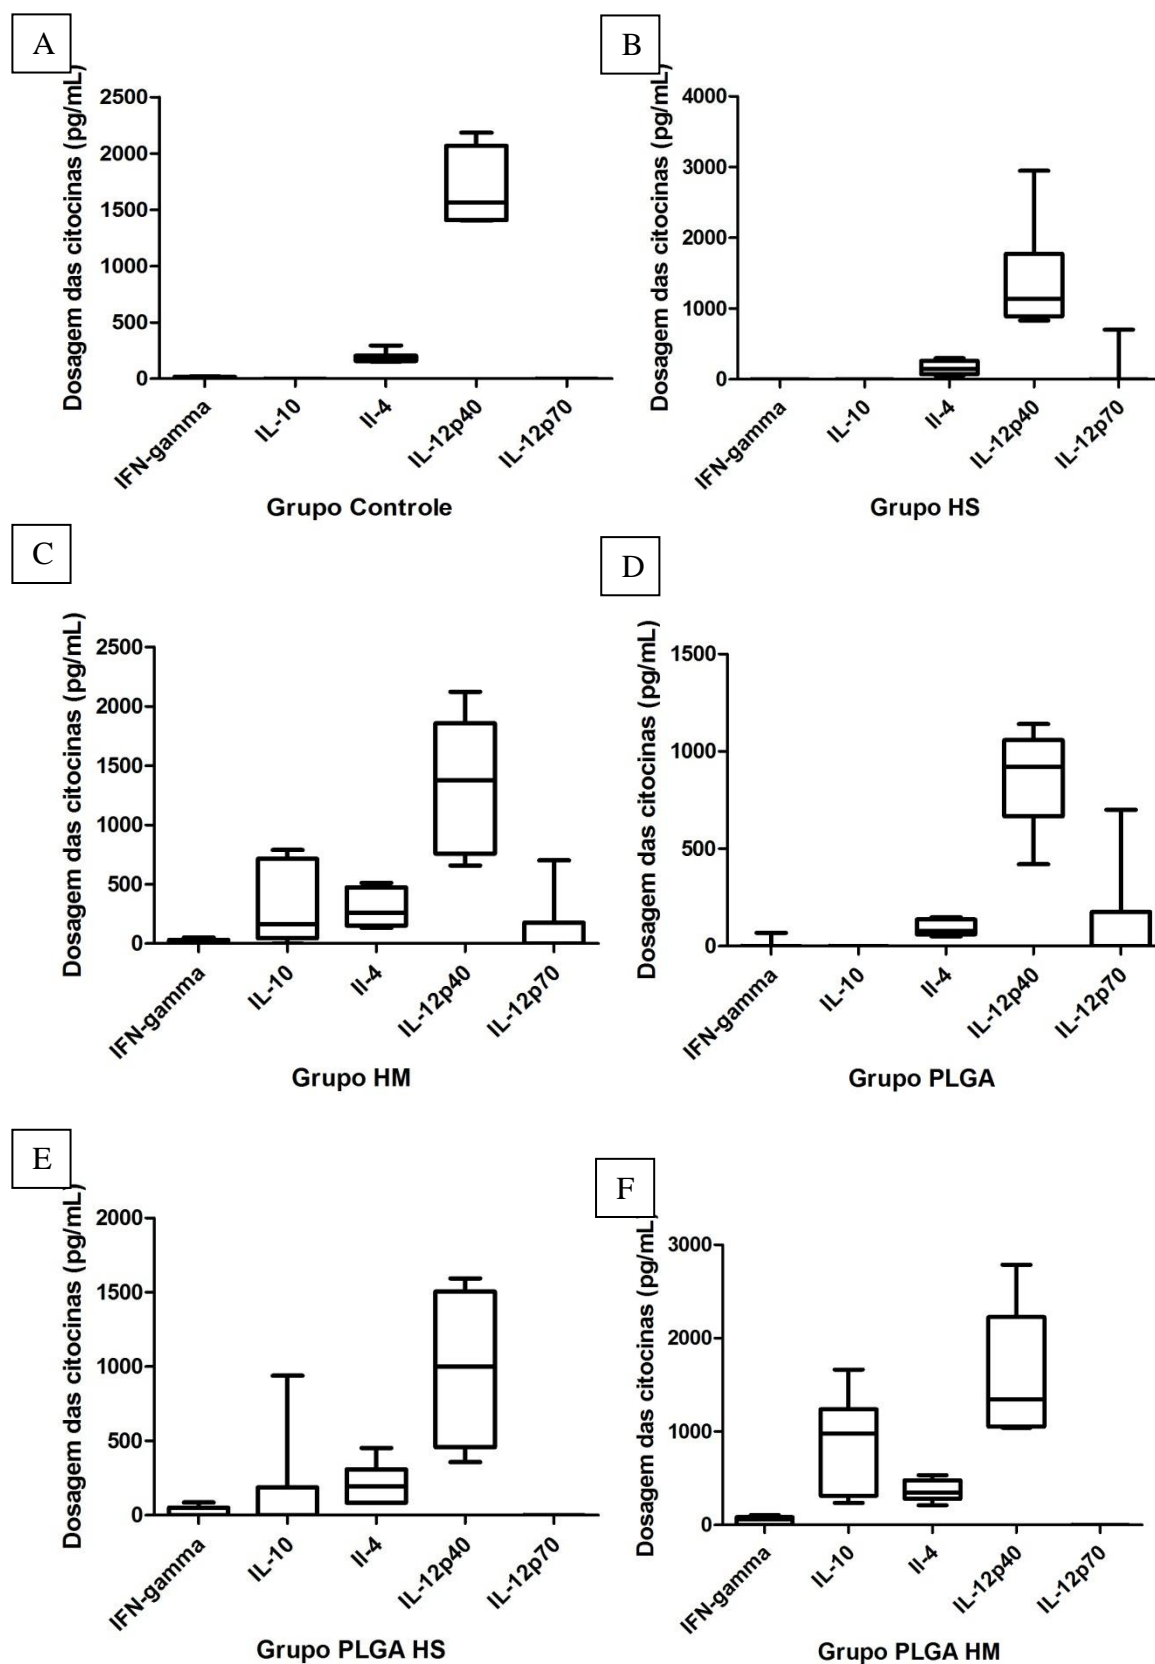 A
Dosagem das citocinas (pg/mL)
2500
2000
1500
1000
500
0
IFN-gamma
IL-10
Il-4
IL-12p40
IL-12p70
Grupo Controle
B
Dosagem das citocinas (pg/mL)
4000
3000
2000
1000
0
IFN-gamma
IL-10
Il-4
IL-12p40
IL-12p70
Grupo HS
C
Dosagem das citocinas (pg/mL)
2500
2000
1500
1000
500
0
IFN-gamma
IL-10
Il-4
IL-12p40
IL-12p70
Grupo HM
D
Dosagem das citocinas (pg/mL)
1500
1000
500
0
IFN-gamma
IL-10
Il-4
IL-12p40
IL-12p70
Grupo PLGA
E
Dosagem das citocinas (pg/mL)
2000
1500
1000
500
0
IFN-gamma
IL-10
Il-4
IL-12p40
IL-12p70
Grupo PLGA HS
F
Dosagem das citocinas (pg/mL)
3000
2000
1000
0
IFN-gamma
IL-10
Il-4
IL-12p40
IL-12p70
Grupo PLGA HM